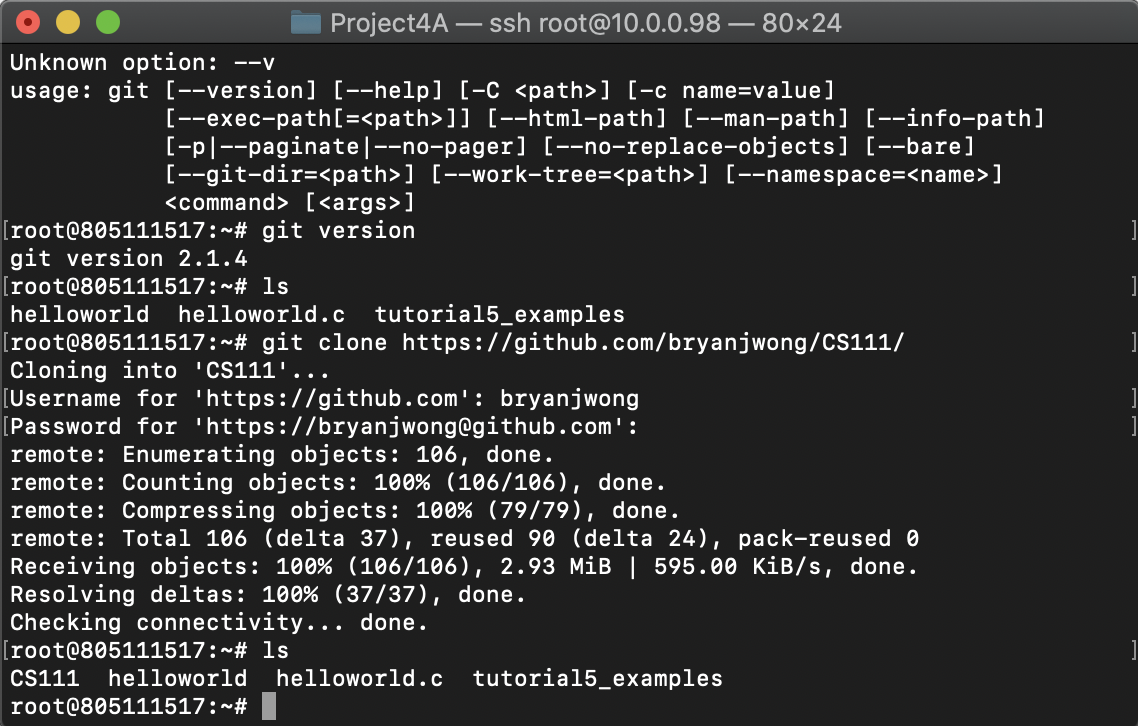 Project4A — ssh root@10.0.0.98 — 80×24
Unknown option: --v
usage: git [--version] [--help] [-C <path>] [-c name=value]
           [--exec-path[=<path>]] [--html-path] [--man-path] [--info-path]
           [-p|--paginate|--no-pager] [--no-replace-objects] [--bare]
           [--git-dir=<path>] [--work-tree=<path>] [--namespace=<name>]
           <command> [<args>]
[root@805111517:~# git version ]
git version 2.1.4
[root@805111517:~# ls ]
helloworld  helloworld.c  tutorial5_examples
[root@805111517:~# git clone https://github.com/bryanjwong/CS111/ ]
Cloning into 'CS111'...
[Username for 'https://github.com': bryanjwong ]
[Password for 'https://bryanjwong@github.com': ]
remote: Enumerating objects: 106, done.
remote: Counting objects: 100% (106/106), done.
remote: Compressing objects: 100% (79/79), done.
remote: Total 106 (delta 37), reused 90 (delta 24), pack-reused 0
Receiving objects: 100% (106/106), 2.93 MiB | 595.00 KiB/s, done.
Resolving deltas: 100% (37/37), done.
Checking connectivity... done.
[root@805111517:~# ls ]
CS111  helloworld  helloworld.c  tutorial5_examples
root@805111517:~#